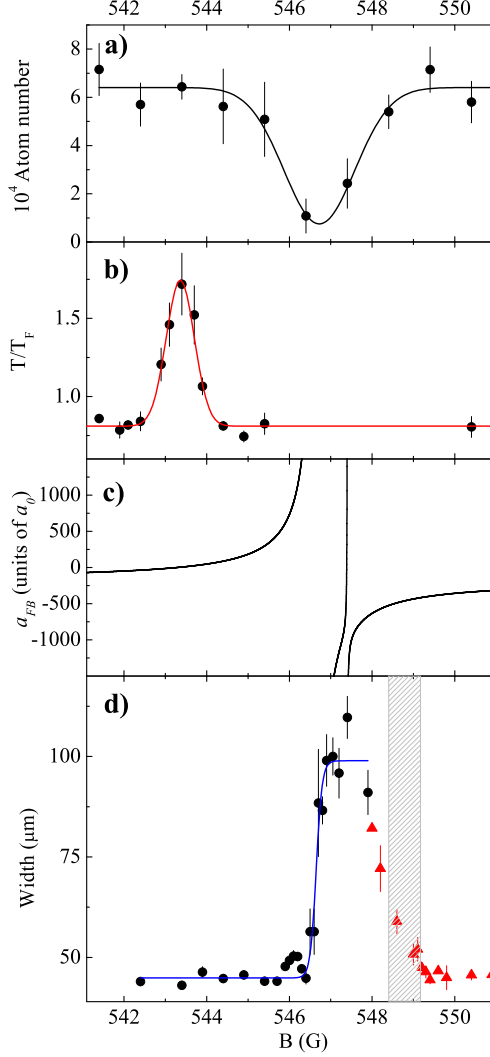 542 544 546 548 550
a)
10⁴ Atom number
8
6
4
2
0
b)
T/T_F
1.5
1.0
c)
a_FB (units of a_0)
1000
500
0
-500
-1000
d)
Width (μm)
100
75
50
542 544 546 548 550
B (G)